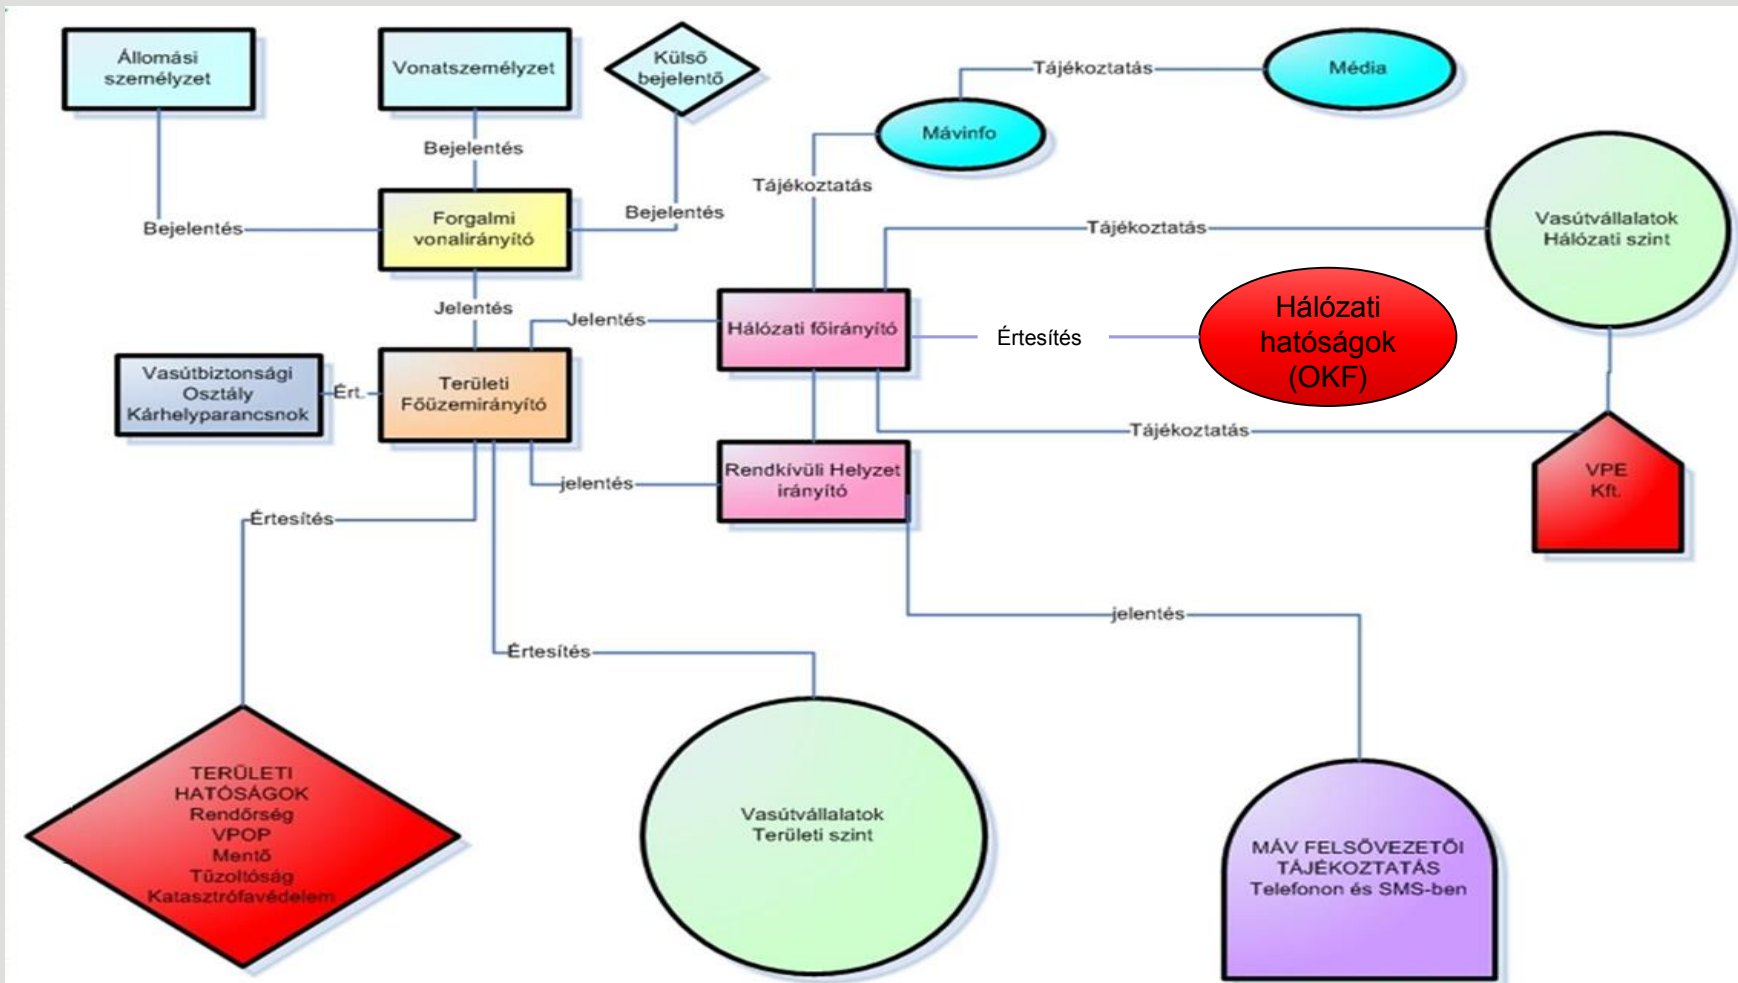 Állomási
személyzet
Vonatszemélyzet
Külső
bejelentő
Tájékoztatás
Média
Mávinfo
Bejelentés
Tájékoztatás
Forgalmi
vonalirányító
Bejelentés
Bejelentés
Tájékoztatás
Vasútvállalatok
Hálózati szint
Jelentés
Jelentés
Hálózati főirányító
Értesítés
Hálózati
hatóságok
(OKF)
Vasútbiztonsági
Osztály
Kárhelyparancsnok
Ért.
Területi
Főüzemirányító
Tájékoztatás
Rendkívüli Helyzet
irányító
jelentés
VPE
Kft.
Értesítés
jelentés
Értesítés
TERÜLETI
HATÓSÁGOK
Rendőrség
VPOP
Mentő
Tűzoltóság
Katasztrófavédelem
Vasútvállalatok
Területi szint
MÁV FELSŐVEZETŐI
TÁJÉKOZTATÁS
Telefonon és SMS-ben